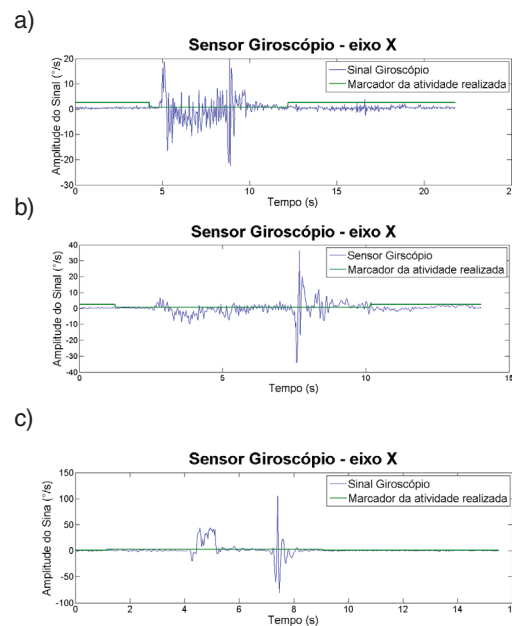 a)
Sensor Giroscópio - eixo X
Sinal Giroscópio
Marcador da atividade realizada
Amplitude do Sinal (°/s)
20
10
0
-10
-20
-30
0 5 10 15 20 25
Tempo (s)
b)
Sensor Giroscópio - eixo X
Sensor Girscópio
Marcador da atividade realizada
Amplitude do Sinal (°/s)
40
30
20
10
0
-10
-20
-30
-40
0 5 10 15
Tempo (s)
c)
Sensor Giroscópio - eixo X
Sinal Giroscópio
Marcador da atividade realizada
Amplitude do Sina (°/s)
150
100
50
0
-50
-100
0 2 4 6 8 10 12 14 16
Tempo (s)